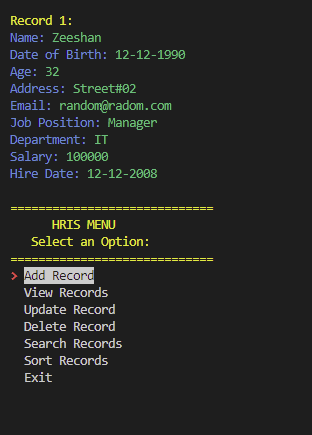 Record 1:
Name: Zeeshan
Date of Birth: 12-12-1990
Age: 32
Address: Street#02
Email: random@radom.com
Job Position: Manager
Department: IT
Salary: 100000
Hire Date: 12-12-2008
=============================
HRIS MENU
Select an Option:
=============================
> Add Record
View Records
Update Record
Delete Record
Search Records
Sort Records
Exit